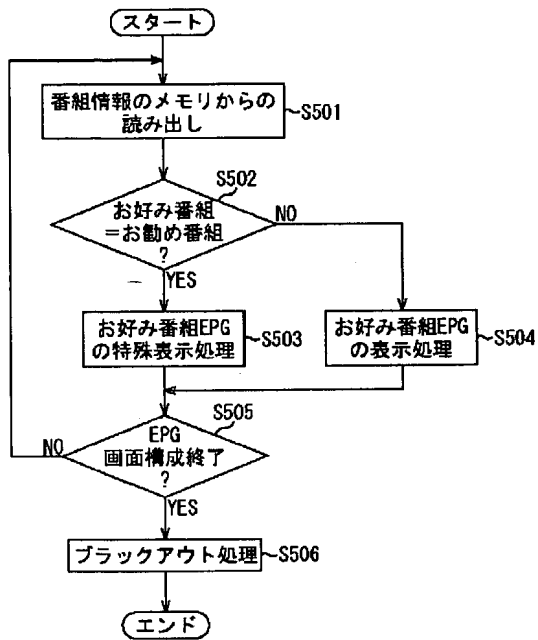 スタート
番組情報のメモリからの
読み出し
S501
S502
お好み番組
=お勧め番組
?
NO
YES
お好み番組EPG
の特殊表示処理
S503
お好み番組EPG
の表示処理
S504
S505
EPG
画面構成終了
?
NO
YES
ブラックアウト処理
S506
エンド